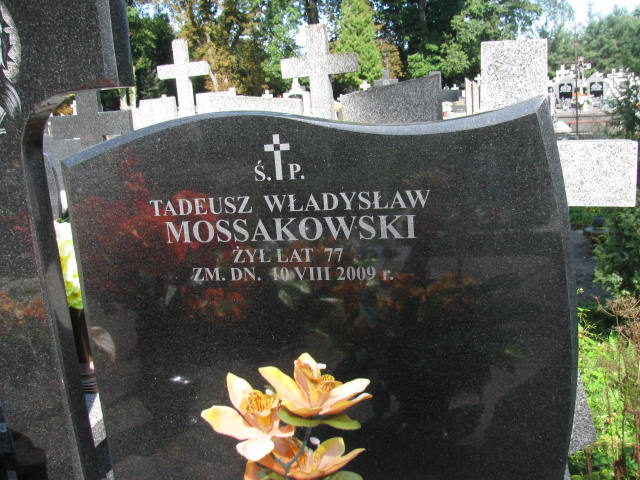 Ś. P.
TADEUSZ WŁADYSŁAW
MOSSAKOWSKI
ŻYŁ LAT 77
ZM. DN. 10 VIII 2009 r.